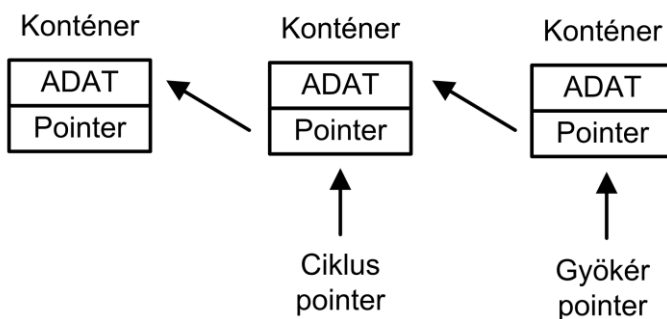 Konténer
ADAT
Pointer
Konténer
ADAT
Pointer
Ciklus
pointer
Konténer
ADAT
Pointer
Gyökér
pointer